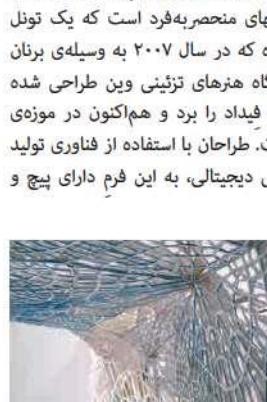 های منحصربه‌فرد است که یک تونل
ه که در سال ۲۰۰۷ به وسیله‌ی برنان
گاه هنرهای تزئینی وین طراحی شده
فیداد را برد و هم‌اکنون در موزه‌ی
ت. طراحان با استفاده از فناوری تولید
ی دیجیتالی، به این فرمِ دارای پیچ و